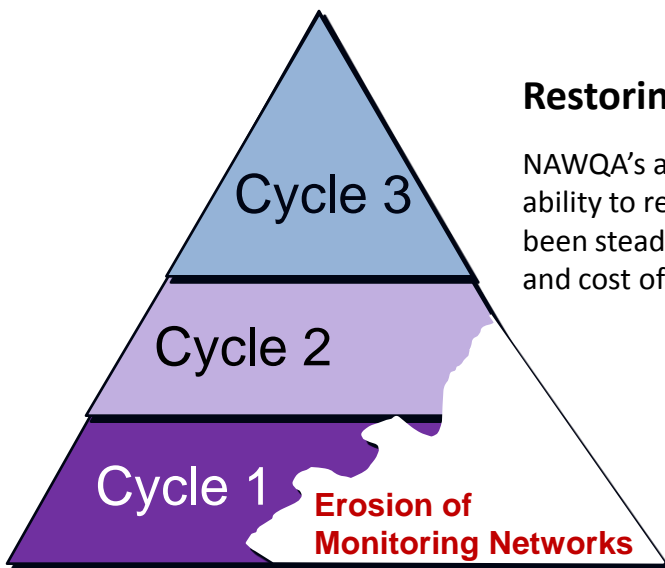 Restorin
NAWQA's a
ability to re
been stead
and cost of
Cycle 3
Cycle 2
Cycle 1
Erosion of
Monitoring Networks